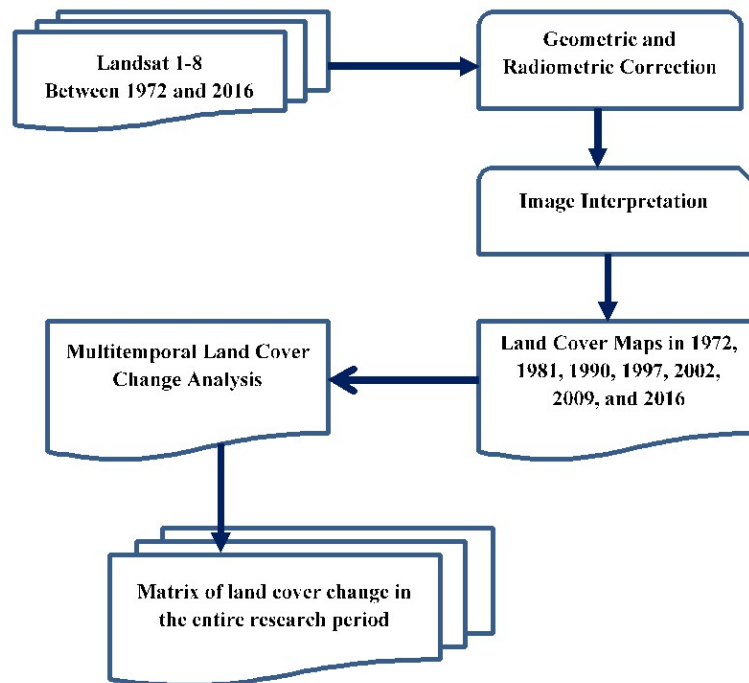 Landsat 1-8
Between 1972 and 2016
Geometric and
Radiometric Correction
Image Interpretation
Land Cover Maps in 1972,
1981, 1990, 1997, 2002,
2009, and 2016
Multitemporal Land Cover
Change Analysis
Matrix of land cover change in
the entire research period